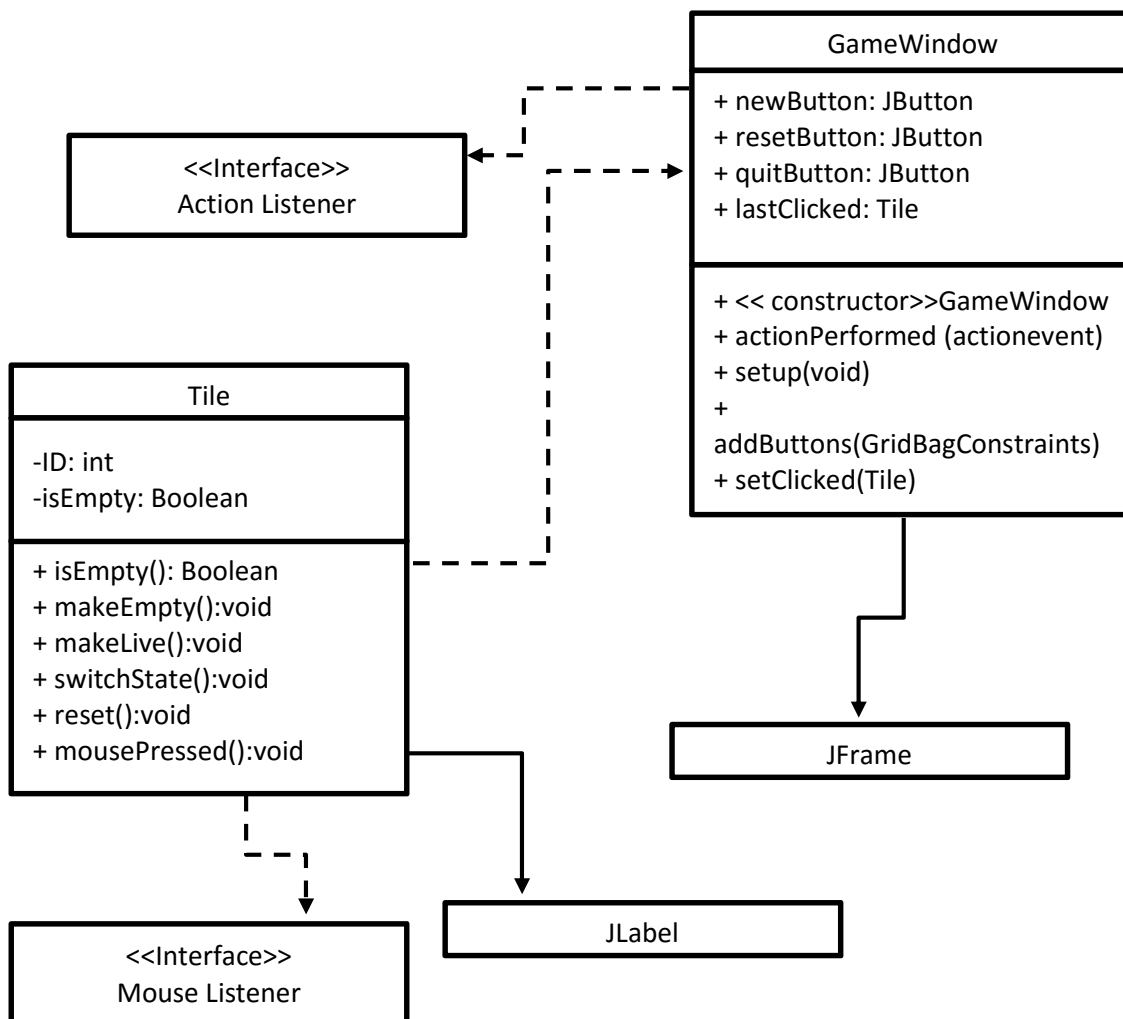 GameWindow
+ newButton: JButton
+ resetButton: JButton
+ quitButton: JButton
+ lastClicked: Tile
+ << constructor>>GameWindow
+ actionPerformed (actionevent)
+ setup(void)
+
addButtons(GridBagConstraints)
+ setClicked(Tile)
<<Interface>>
Action Listener
Tile
-ID: int
-isEmpty: Boolean
+ isEmpty(): Boolean
+ makeEmpty():void
+ makeLive():void
+ switchState():void
+ reset():void
+ mousePressed():void
JFrame
JLabel
<<Interface>>
Mouse Listener